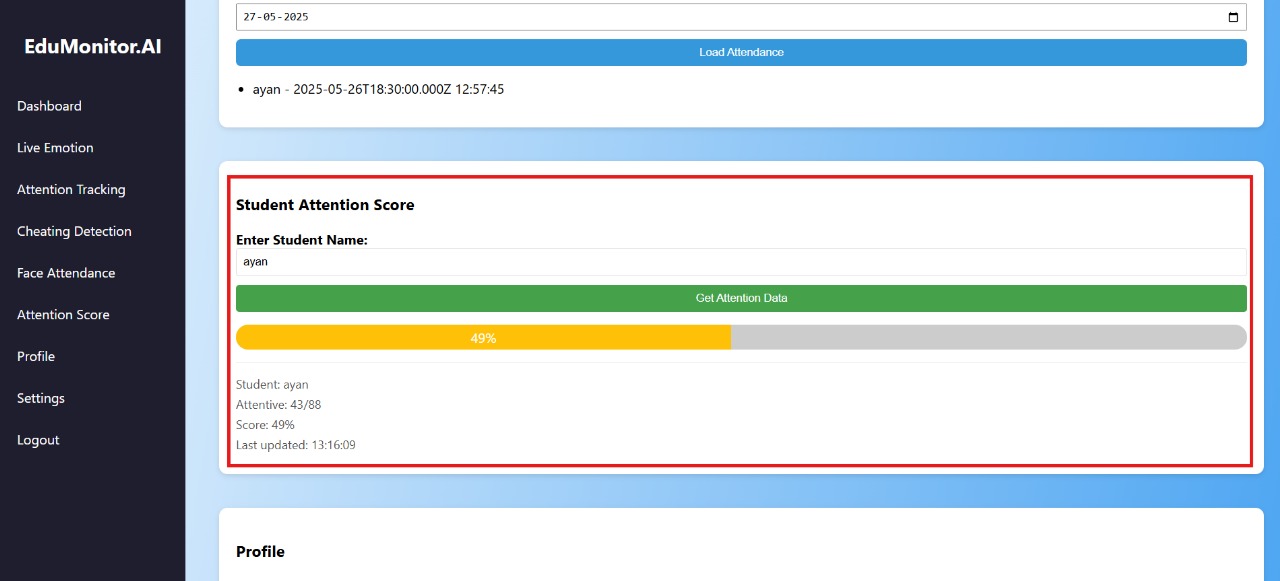 EduMonitor.AI
Dashboard
Live Emotion
Attention Tracking
Cheating Detection
Face Attendance
Attention Score
Profile
Settings
Logout
27-05-2025
Load Attendance
ayan - 2025-05-26T18:30:00.000Z 12:57:45
Student Attention Score
Enter Student Name:
ayan
Get Attention Data
49%
Student: ayan
Attentive: 43/88
Score: 49%
Last updated: 13:16:09
Profile